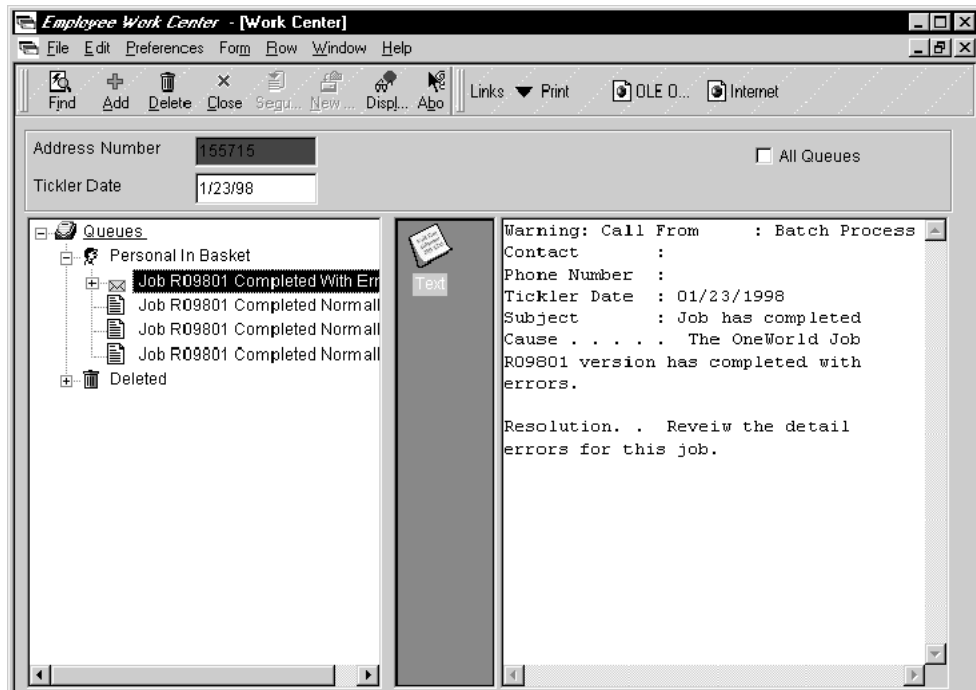 Employee Work Center - [Work Center]
File Edit Preferences Form Row Window Help
Find Add Delete Close Sequ... New ... Displ... Abo Links Print OLE O... Internet
Address Number 155715
All Queues
Tickler Date 1/23/98
Queues
Personal In Basket
Job R09801 Completed With Err
Job R09801 Completed Normall
Job R09801 Completed Normall
Job R09801 Completed Normall
Deleted
Text
Warning: Call From : Batch Process
Contact :
Phone Number :
Tickler Date : 01/23/1998
Subject : Job has completed
Cause . . . . . The OneWorld Job
R09801 version has completed with
errors.
Resolution. . Reveiw the detail
errors for this job.